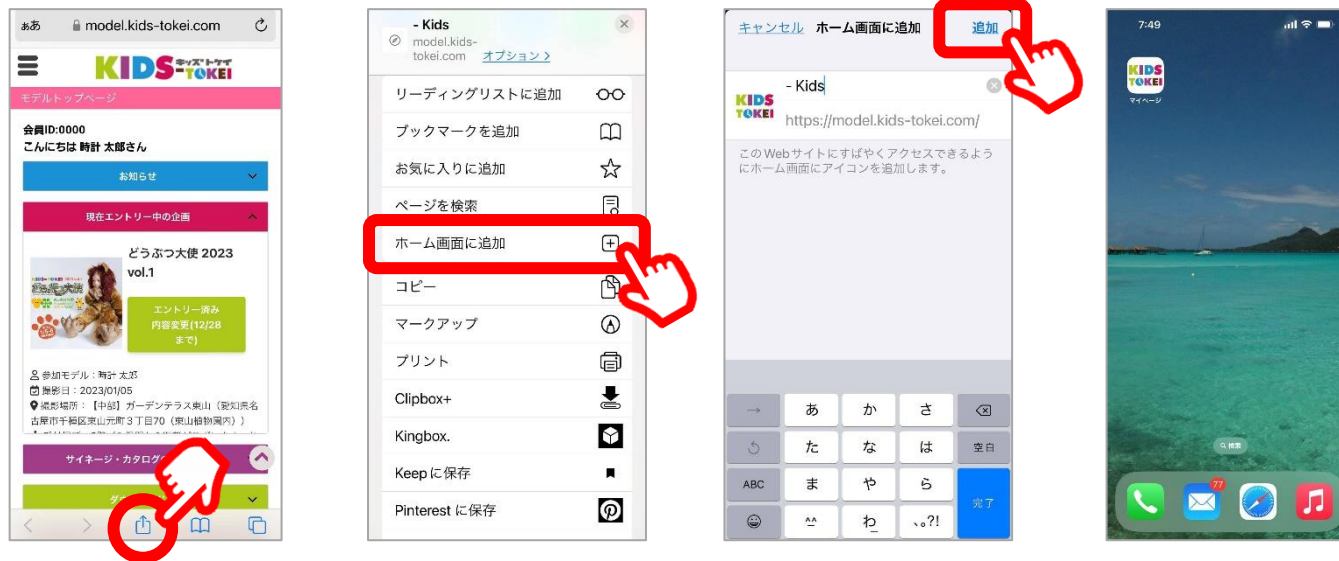 ああ
model.kids-tokei.com
KIDS キッズ・トケイ
TOKEI
モデルトップページ
会員ID:0000
こんにちは 時計 太郎さん
お知らせ
現在エントリー中の企画
どうぶつ大使 2023
vol.1
エントリー済み
内容変更(12/28
まで)
参加モデル:時計 太郎
撮影日:2023/01/05
撮影場所:【中部】ガーデンテラス東山(愛知県名
古屋市千種区東山元町3丁目70(東山植物園内))
サイネージ・カタログ
- Kids
model.kids-
tokei.com オプション >
リーディングリストに追加
ブックマークを追加
お気に入りに追加
ページを検索
ホーム画面に追加
コピー
マークアップ
プリント
Clipbox+
Kingbox.
Keepに保存
Pinterest に保存
キャンセル ホーム画面に追加 追加
KIDS
TOKEI
- Kids
https://model.kids-tokei.com/
このWebサイトにすばやくアクセスできるよう
にホーム画面にアイコンを追加します。
→ あ か さ
た な は 空白
ABC ま や ら
^^ わ 、。?!
完了
7:49
KIDS
TOKEI
マイページ
検索
77